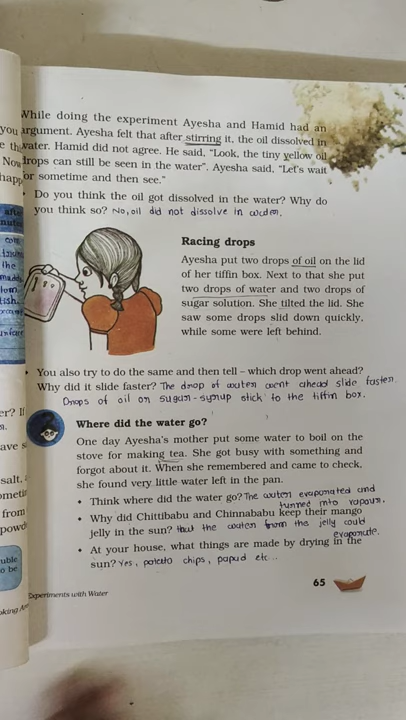 While doing the experiment Ayesha and Hamid had an
argument. Ayesha felt that after stirring it, the oil dissolved in
water. Hamid did not agree. He said, "Look, the tiny yellow oil
drops can still be seen in the water". Ayesha said, "Let's wait
for sometime and then see."
• Do you think the oil got dissolved in the water? Why do
you think so? No, oil did not dissolve in water.
Racing drops
Ayesha put two drops of oil on the lid
of her tiffin box. Next to that she put
two drops of water and two drops of
sugar solution. She tilted the lid. She
saw some drops slid down quickly,
while some were left behind.
• You also try to do the same and then tell – which drop went ahead?
Why did it slide faster? The drop of water went ahead slide faster.
Drops of oil on sugar-syrup stick to the tiffin box.
Where did the water go?
One day Ayesha's mother put some water to boil on the
stove for making tea. She got busy with something and
forgot about it. When she remembered and came to check,
she found very little water left in the pan.
• Think where did the water go? The water evaporated and
turned into vapour.
• Why did Chittibabu and Chinnababu keep their mango
jelly in the sun? that the water from the jelly could
evaporate.
• At your house, what things are made by drying in the
sun? Yes, potato chips, papad etc...
65
Experiments with Water